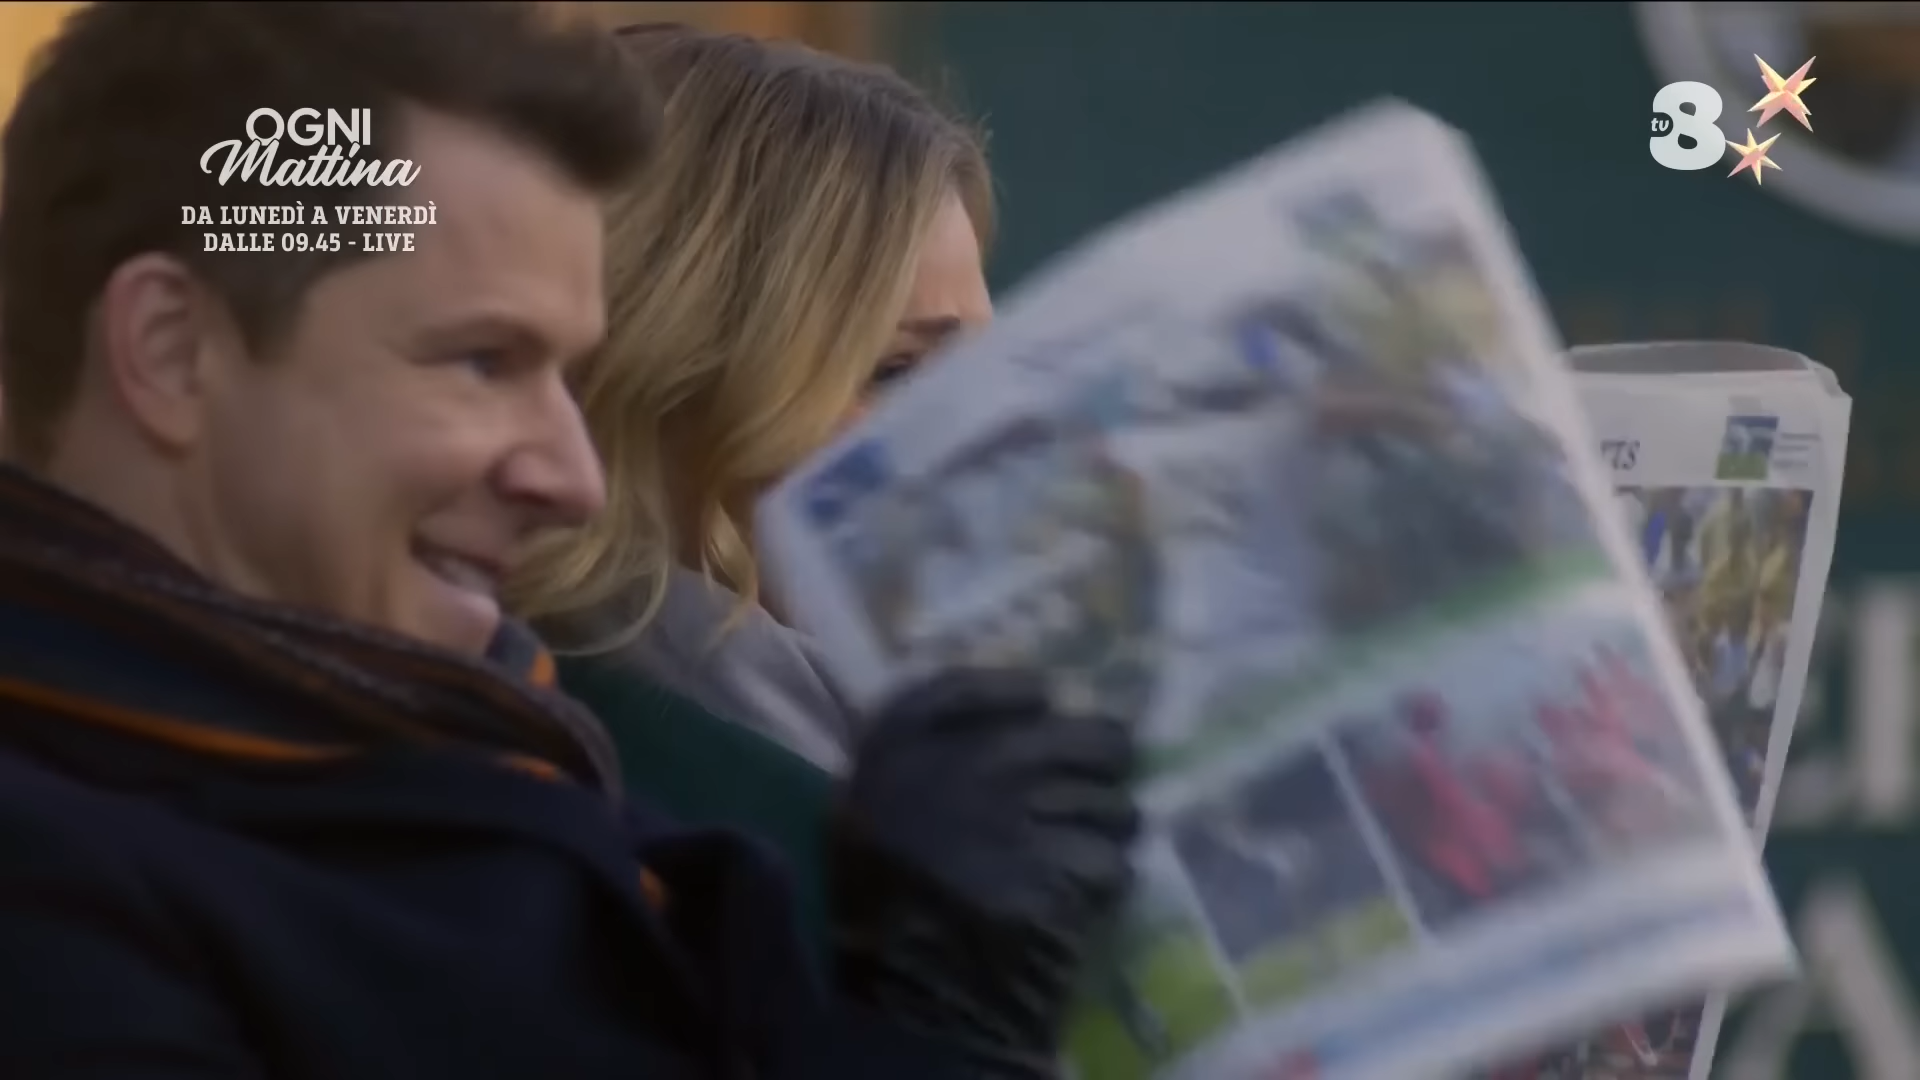 OGNI
Mattina
DA LUNEDÌ A VENERDÌ
DALLE 09.45 - LIVE
tv8